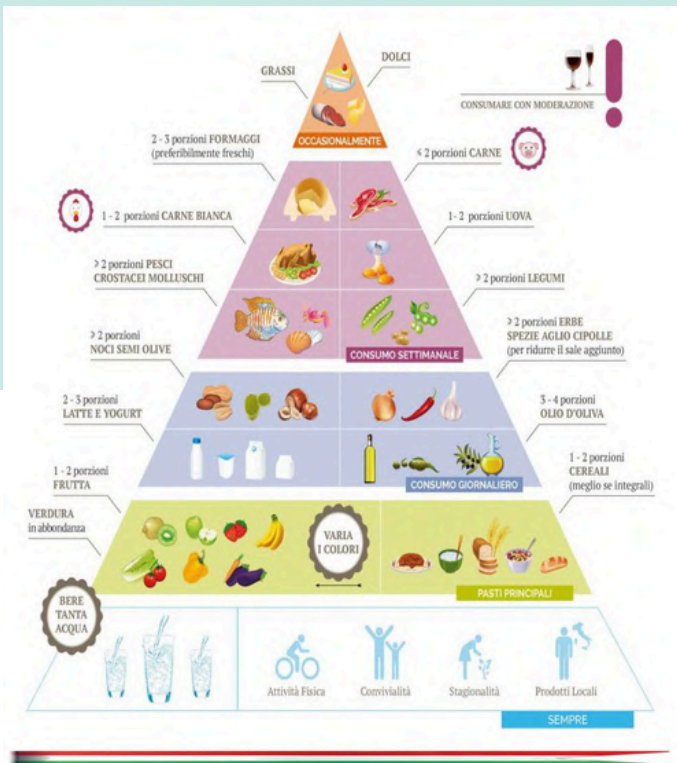 DOLCI
GRASSI
CONSUMARE CON MODERAZIONE
OCCASIONALMENTE
2 - 3 porzioni FORMAGGI
(preferibilmente freschi)
≤ 2 porzioni CARNE
1 - 2 porzioni CARNE BIANCA
1- 2 porzioni UOVA
≥ 2 porzioni PESCI
CROSTACEI MOLLUSCHI
≥ 2 porzioni LEGUMI
CONSUMO SETTIMANALE
≥ 2 porzioni
NOCI SEMI OLIVE
≥ 2 porzioni ERBE
SPEZIE AGLIO CIPOLLE
(per ridurre il sale aggiunto)
2 - 3 porzioni
LATTE E YOGURT
3 - 4 porzioni
OLIO D'OLIVA
CONSUMO GIORNALIERO
1 - 2 porzioni
FRUTTA
1 - 2 porzioni
CEREALI
(meglio se integrali)
VERDURA
in abbondanza
VARIA
I COLORI
PASTI PRINCIPALI
BERE
TANTA
ACQUA
Attività Fisica
Convivialità
Stagionalità
Prodotti Locali
SEMPRE